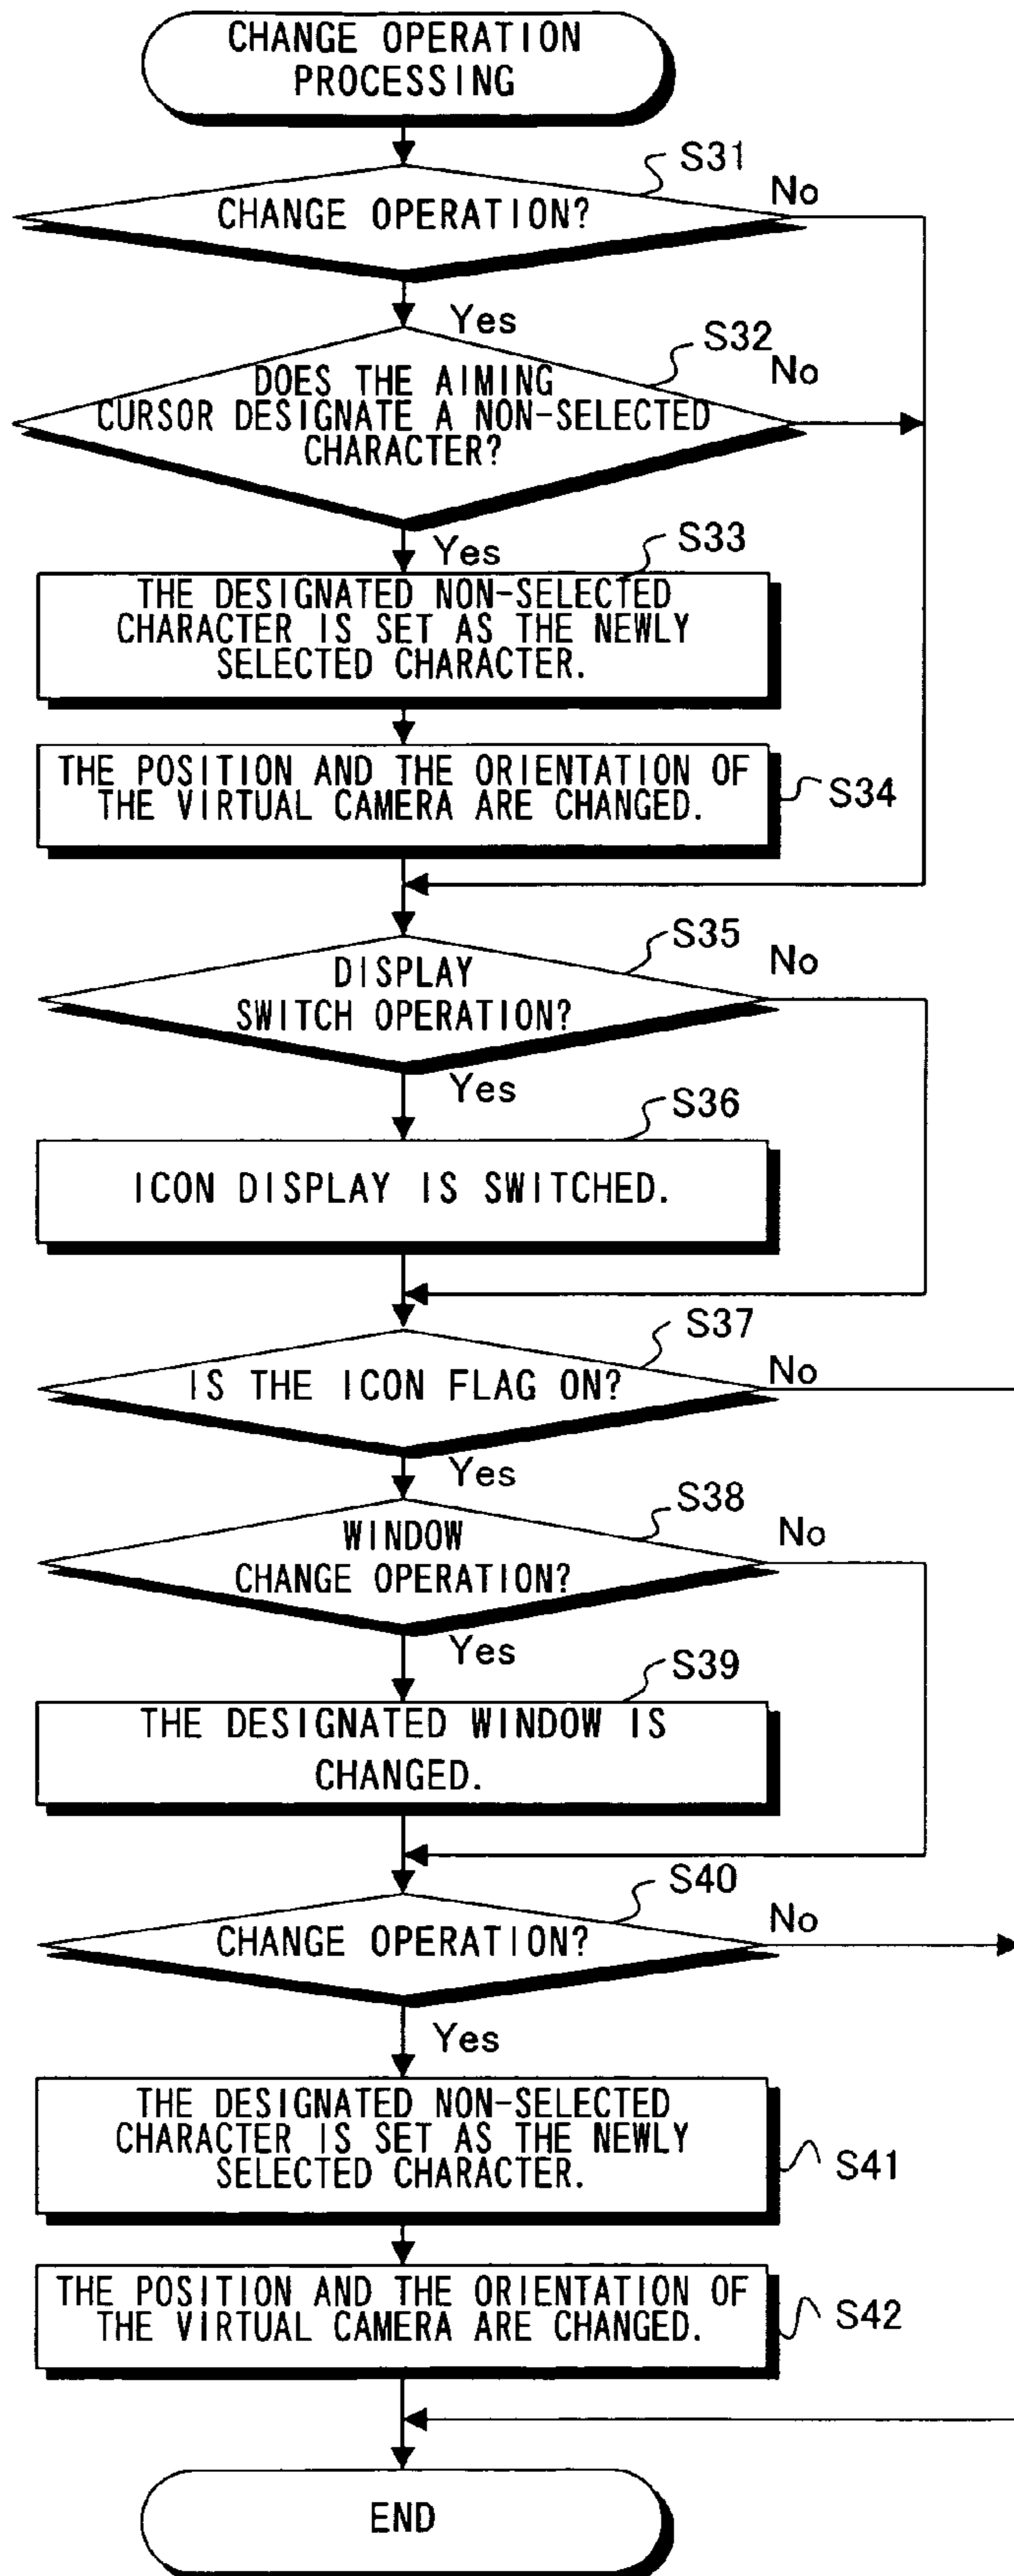 CHANGE OPERATION
PROCESSING
S31
No
CHANGE OPERATION?
Yes
S32
No
DOES THE AIMING
CURSOR DESIGNATE A NON-SELECTED
CHARACTER?
Yes
S33
THE DESIGNATED NON-SELECTED
CHARACTER IS SET AS THE NEWLY
SELECTED CHARACTER.
THE POSITION AND THE ORIENTATION OF
THE VIRTUAL CAMERA ARE CHANGED.
S34
S35
No
DISPLAY
SWITCH OPERATION?
Yes
S36
ICON DISPLAY IS SWITCHED.
S37
No
IS THE ICON FLAG ON?
Yes
S38
No
WINDOW
CHANGE OPERATION?
Yes
S39
THE DESIGNATED WINDOW IS
CHANGED.
S40
No
CHANGE OPERATION?
Yes
THE DESIGNATED NON-SELECTED
CHARACTER IS SET AS THE NEWLY
SELECTED CHARACTER.
S41
THE POSITION AND THE ORIENTATION OF
THE VIRTUAL CAMERA ARE CHANGED.
S42
END